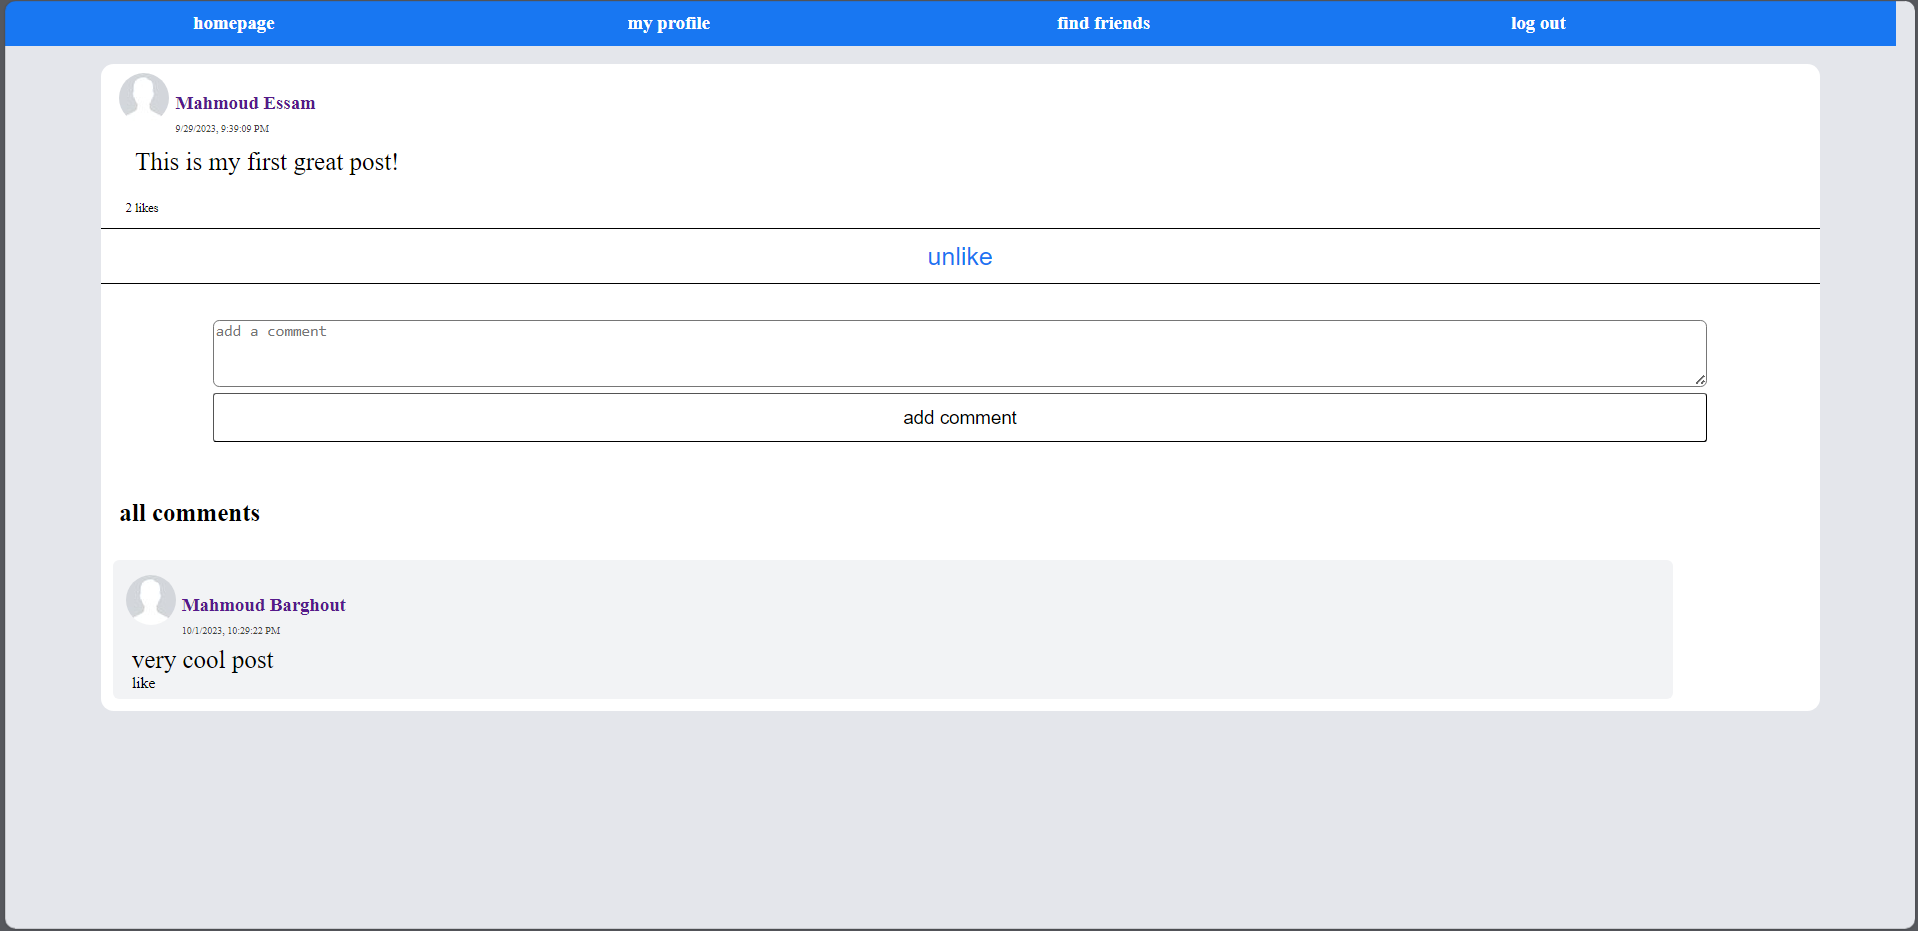 homepage my profile find friends log out
Mahmoud Essam
9/29/2023, 9:39:09 PM
This is my first great post!
2 likes
unlike
add a comment
add comment
all comments
Mahmoud Barghout
10/1/2023, 10:29:22 PM
very cool post
like